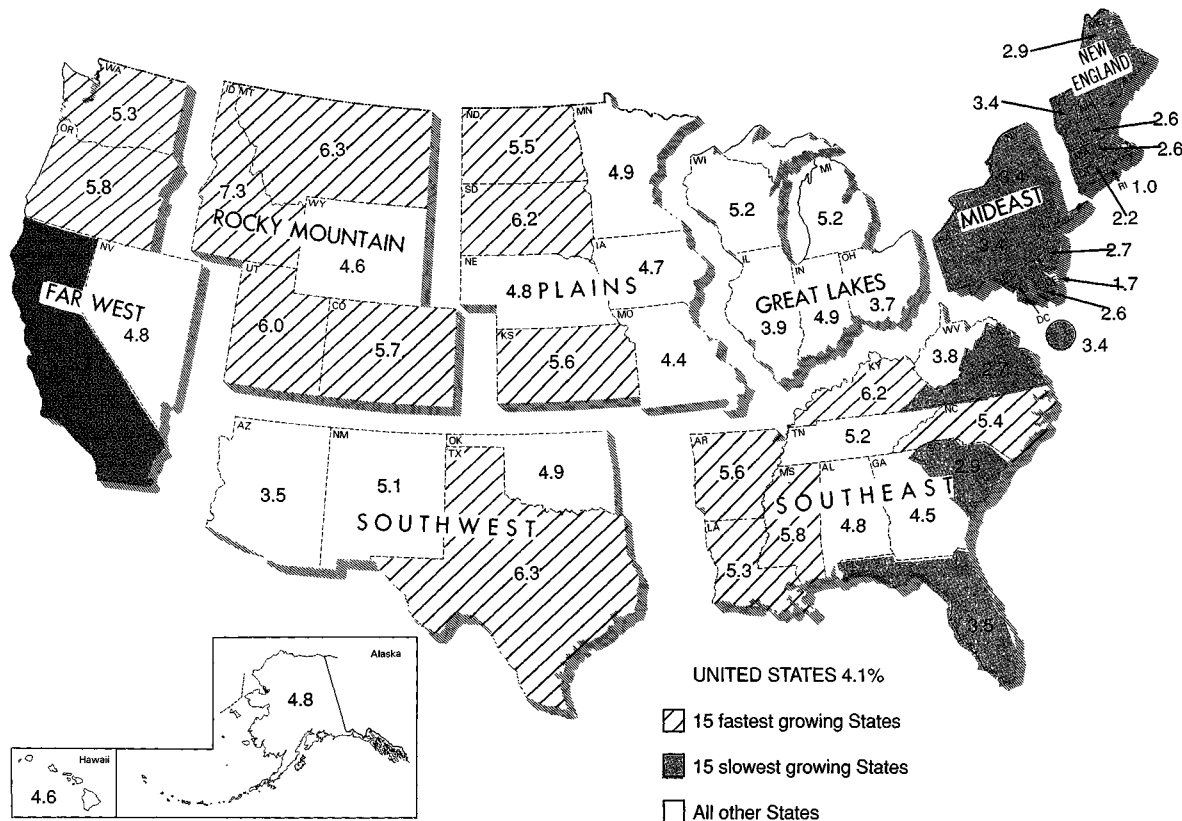 2.9
NEW
ENGLAND
3.4
2.6
2.6
RI
1.0
2.2
MIDEAST
2.7
1.7
2.6
DC
3.4
WA
5.3
OR
5.8
ID MT
6.3
7.3
ROCKY MOUNTAIN
WY
4.6
UT
6.0
CO
5.7
NV
FAR WEST
4.8
ND
5.5
SD
6.2
NE
4.8 PLAINS
KS
5.6
MN
4.9
IA
4.7
MO
4.4
WI
5.2
MI
5.2
GREAT LAKES
IL
3.9
IN
4.9
OH
3.7
WV
3.8
KY
6.2
NC
5.4
TN
5.2
2.9
AR
5.6
LA
5.3
MS
5.8
SOUTHEAST
AL
4.8
GA
4.5
3.5
AZ
3.5
NM
5.1
OK
4.9
TX
SOUTHWEST
6.3
Alaska
4.8
Hawaii
4.6
UNITED STATES 4.1%
15 fastest growing States
15 slowest growing States
All other States